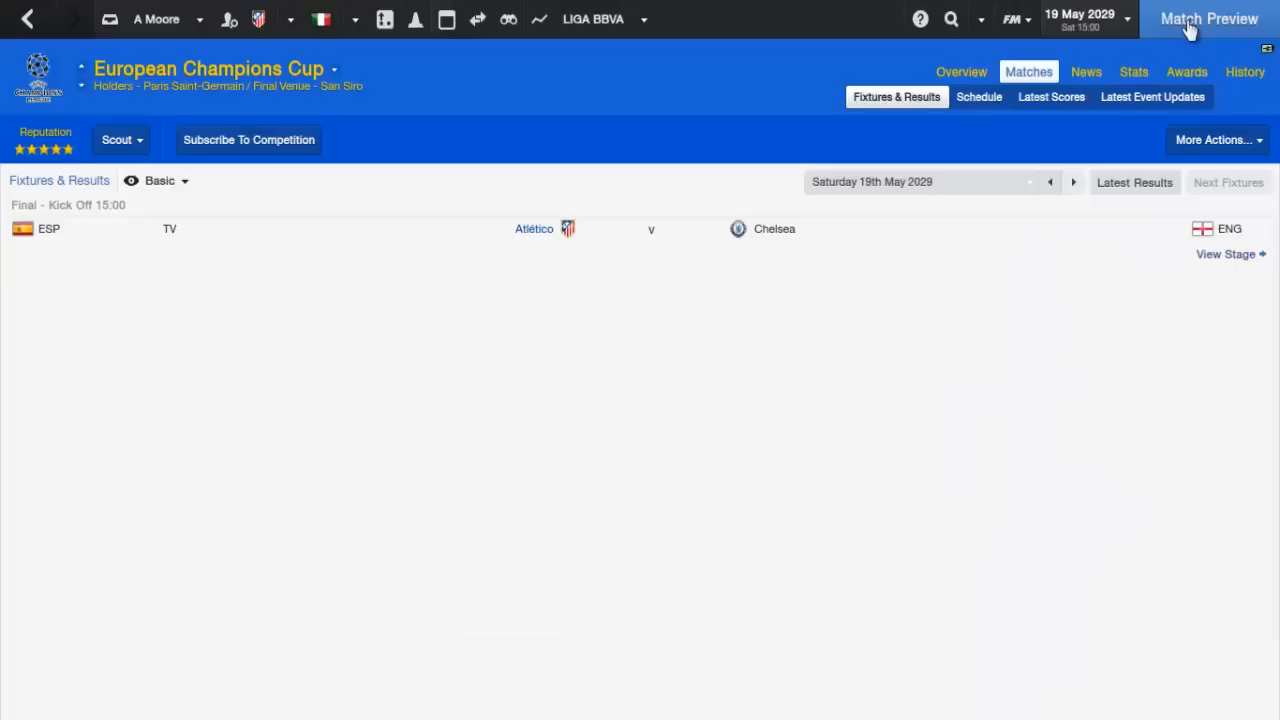 A Moore LIGA BBVA FM 19 May 2029 Match Preview
Sat 15:00
European Champions Cup
Holders - Paris Saint-Germain / Final Venue - San Siro
CHAMPIONS LEAGUE
Overview Matches News Stats Awards History
Fixtures & Results Schedule Latest Scores Latest Event Updates
Reputation
Scout Subscribe To Competition More Actions...
Fixtures & Results Basic Saturday 19th May 2029 Latest Results Next Fixtures
Final - Kick Off 15:00
ESP TV Atlético v Chelsea ENG
View Stage